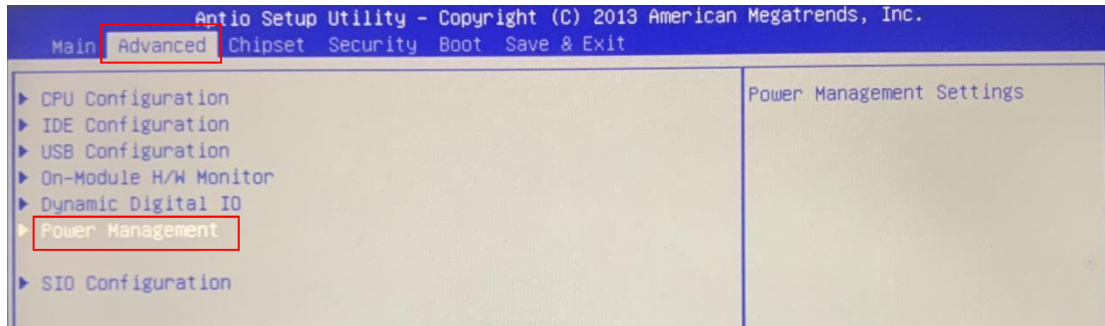 Aptio Setup Utility – Copyright (C) 2013 American Megatrends, Inc.
Main Advanced Chipset Security Boot Save & Exit
▶ CPU Configuration
▶ IDE Configuration
▶ USB Configuration
▶ On-Module H/W Monitor
▶ Dynamic Digital IO
▶ Power Management
▶ SIO Configuration
Power Management Settings